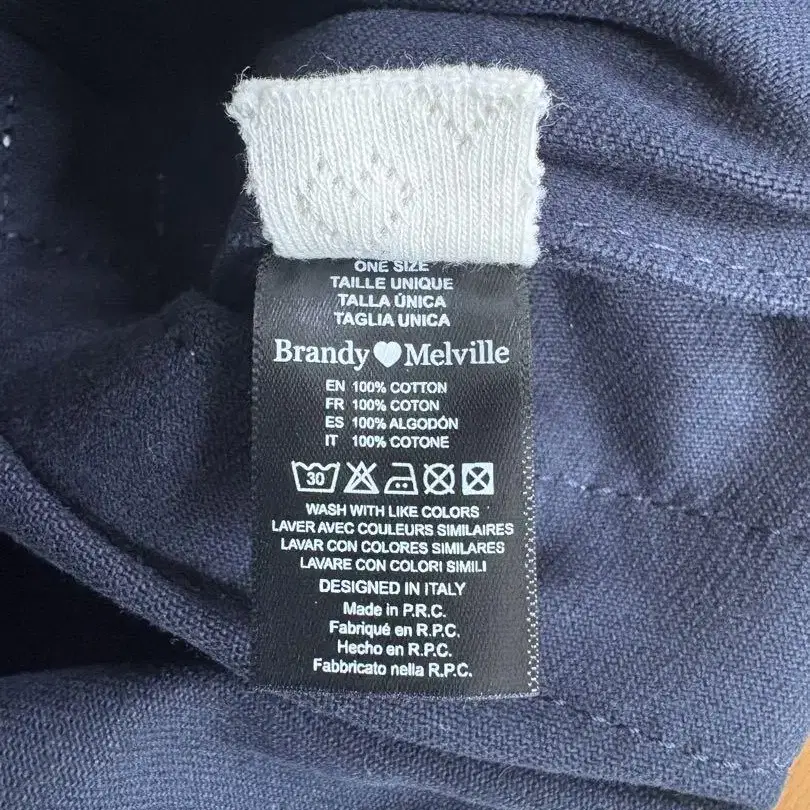 ONE SIZE
TAILLE UNIQUE
TALLA ÚNICA
TAGLIA UNICA
Brandy♥Melville
EN 100% COTTON
FR 100% COTON
ES 100% ALGODÓN
IT 100% COTONE
30
WASH WITH LIKE COLORS
LAVER AVEC COULEURS SIMILAIRES
LAVAR CON COLORES SIMILARES
LAVARE CON COLORI SIMILI
DESIGNED IN ITALY
Made in P.R.C.
Fabriqué en R.P.C.
Hecho en R.P.C.
Fabbricato nella R.P.C.